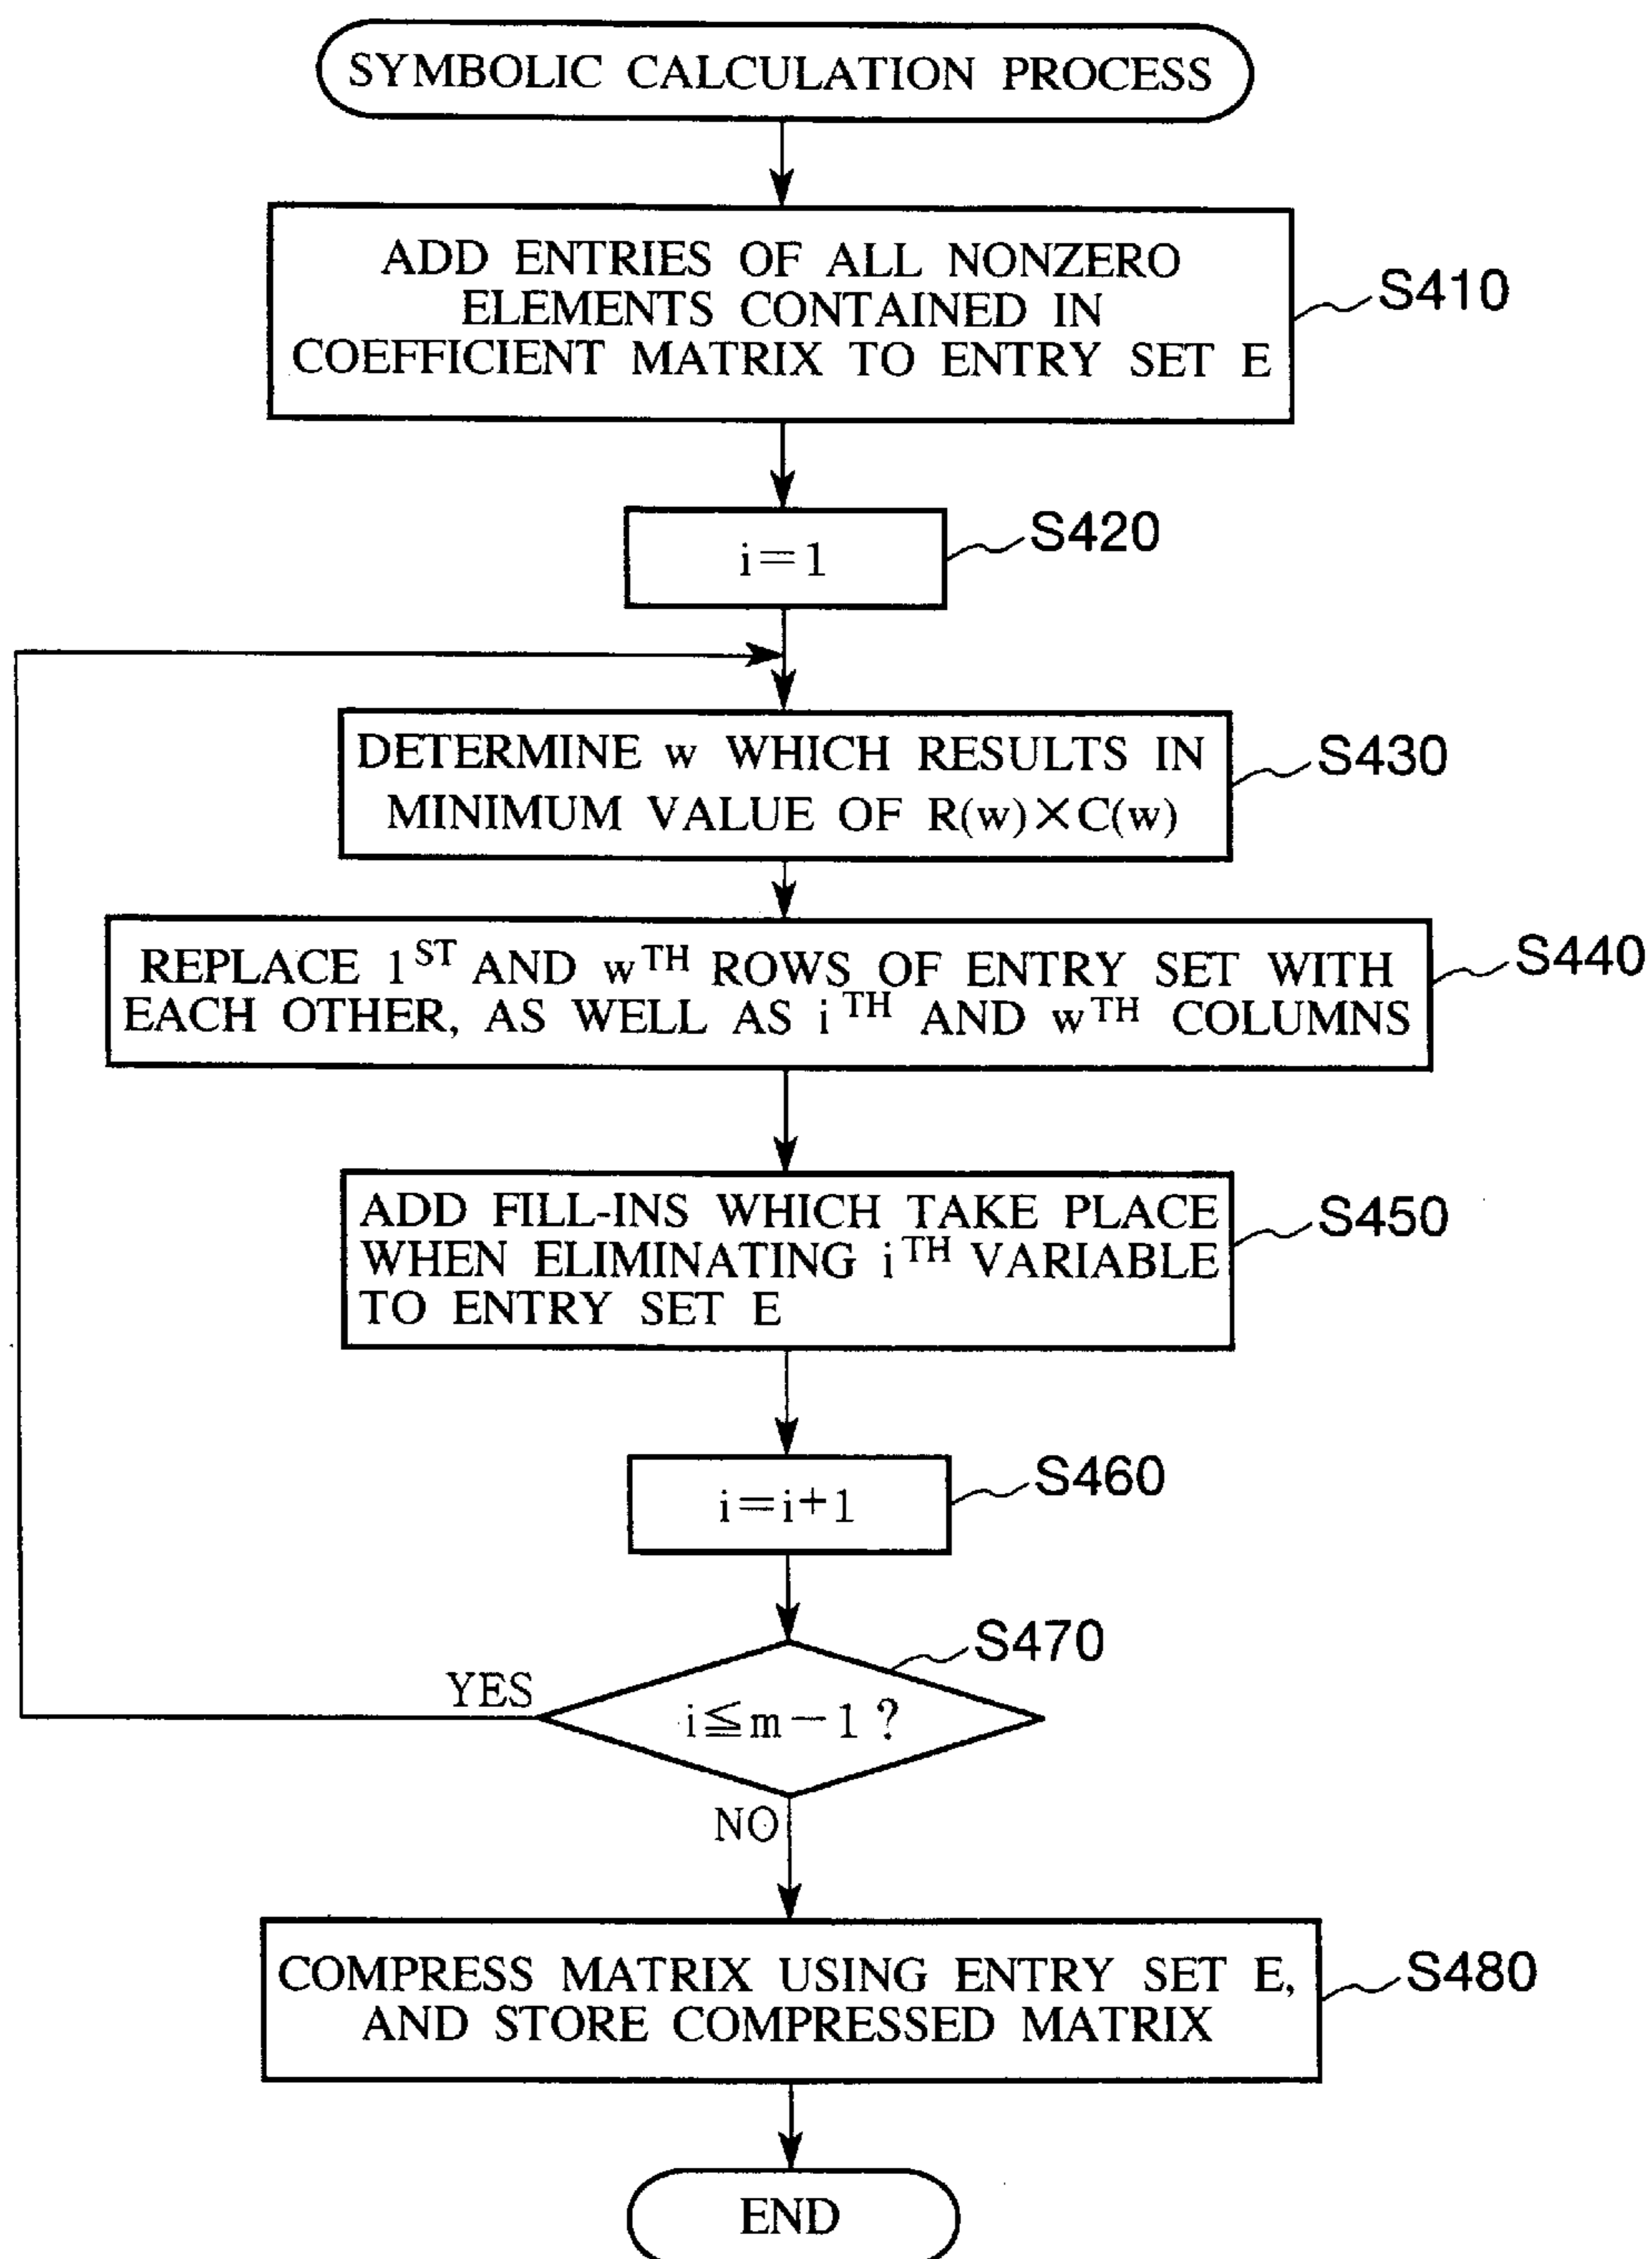 SYMBOLIC CALCULATION PROCESS
ADD ENTRIES OF ALL NONZERO
ELEMENTS CONTAINED IN
COEFFICIENT MATRIX TO ENTRY SET E
S410
i=1
S420
DETERMINE w WHICH RESULTS IN
MINIMUM VALUE OF R(w)×C(w)
S430
REPLACE 1ST AND wTH ROWS OF ENTRY SET WITH
EACH OTHER, AS WELL AS iTH AND wTH COLUMNS
S440
ADD FILL-INS WHICH TAKE PLACE
WHEN ELIMINATING iTH VARIABLE
TO ENTRY SET E
S450
i=i+1
S460
S470
YES
i≦m-1 ?
NO
COMPRESS MATRIX USING ENTRY SET E,
AND STORE COMPRESSED MATRIX
S480
END